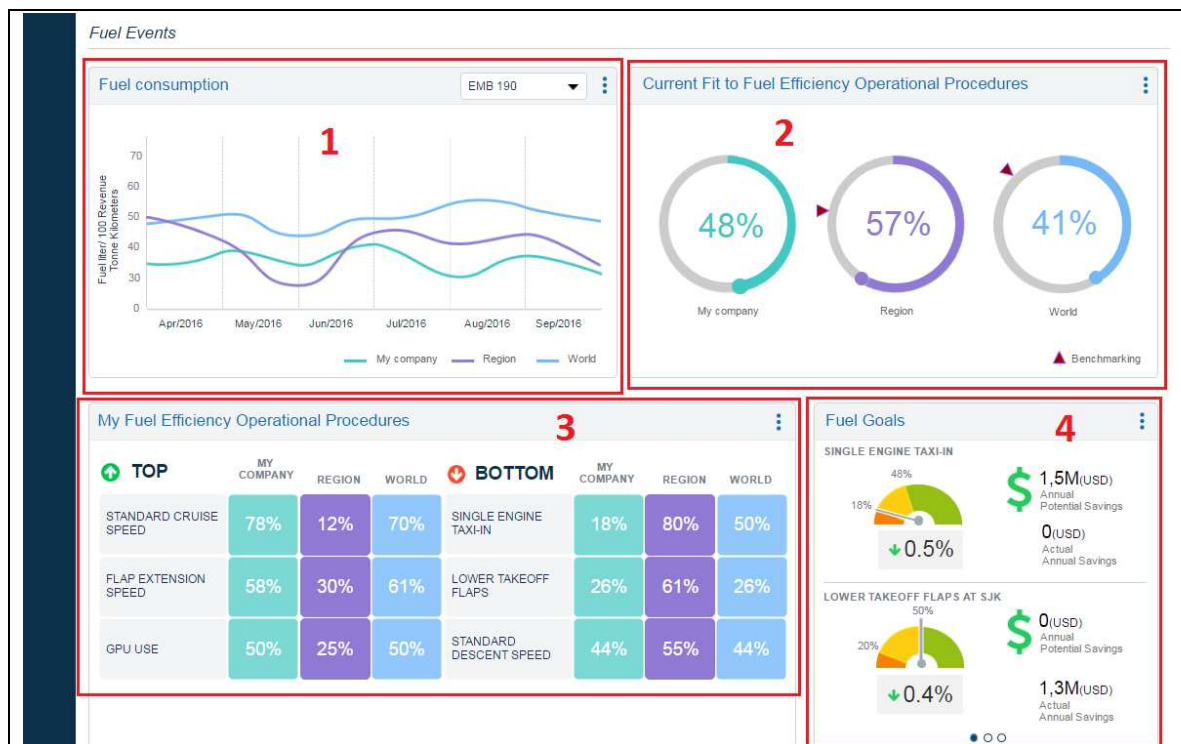 Fuel Events
Fuel consumption
EMB 190
1
Fuel liter/ 100 Revenue
Tonne Kilometers
70
60
50
40
30
0
Apr/2016 May/2016 Jun/2016 Jul/2016 Aug/2016 Sep/2016
My company Region World
Current Fit to Fuel Efficiency Operational Procedures
2
48% 57% 41%
My company Region World
Benchmarking
My Fuel Efficiency Operational Procedures
3
TOP MY COMPANY REGION WORLD BOTTOM MY COMPANY REGION WORLD
STANDARD CRUISE SPEED 78% 12% 70% SINGLE ENGINE TAXI-IN 18% 80% 50%
FLAP EXTENSION SPEED 58% 30% 61% LOWER TAKEOFF FLAPS 26% 61% 26%
GPU USE 50% 25% 50% STANDARD DESCENT SPEED 44% 55% 44%
Fuel Goals
4
SINGLE ENGINE TAXI-IN
48%
18%
0.5%
$ 1,5M(USD)
Annual
Potential Savings
0(USD)
Actual
Annual Savings
LOWER TAKEOFF FLAPS AT SJK
50%
20%
0.4%
$ 0(USD)
Annual
Potential Savings
1,3M(USD)
Actual
Annual Savings